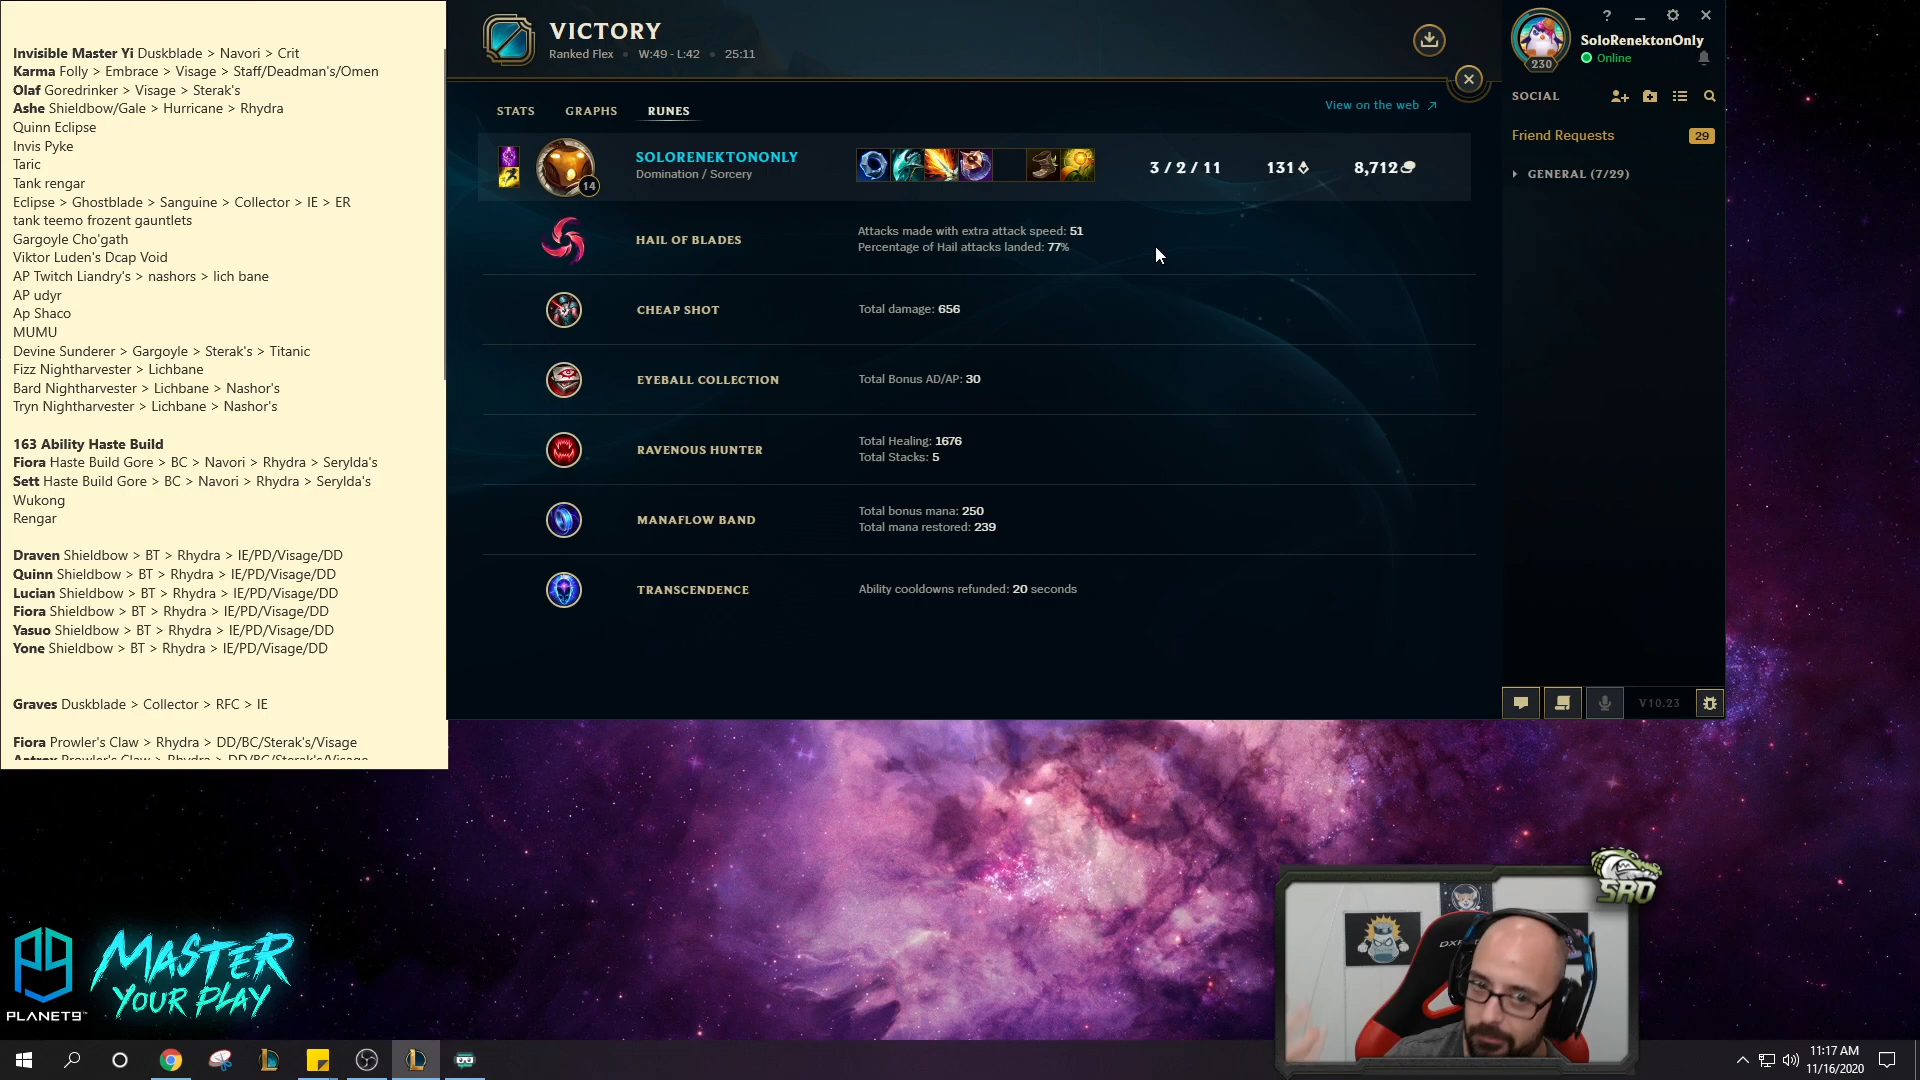 Invisible Master Yi Duskblade > Navori > Crit
Karma Folly > Embrace > Visage > Staff/Deadman's/Omen
Olaf Goredrinker > Visage > Sterak's
Ashe Shieldbow/Gale > Hurricane > Rhydra
Quinn Eclipse
Invis Pyke
Taric
Tank rengar
Eclipse > Ghostblade > Sanguine > Collector > IE > ER
tank teemo frozent gauntlets
Gargoyle Cho'gath
Viktor Luden's Dcap Void
AP Twitch Liandry's > nashors > lich bane
AP udyr
Ap Shaco
MUMU
Devine Sunderer > Gargoyle > Sterak's > Titanic
Fizz Nightharvester > Lichbane
Bard Nightharvester > Lichbane > Nashor's
Tryn Nightharvester > Lichbane > Nashor's
163 Ability Haste Build
Fiora Haste Build Gore > BC > Navori > Rhydra > Serylda's
Sett Haste Build Gore > BC > Navori > Rhydra > Serylda's
Wukong
Rengar
Draven Shieldbow > BT > Rhydra > IE/PD/Visage/DD
Quinn Shieldbow > BT > Rhydra > IE/PD/Visage/DD
Lucian Shieldbow > BT > Rhydra > IE/PD/Visage/DD
Fiora Shieldbow > BT > Rhydra > IE/PD/Visage/DD
Yasuo Shieldbow > BT > Rhydra > IE/PD/Visage/DD
Yone Shieldbow > BT > Rhydra > IE/PD/Visage/DD
Graves Duskblade > Collector > RFC > IE
Fiora Prowler's Claw > Rhydra > DD/BC/Sterak's/Visage
Aatrox Prowler's Claw > Rhydra > DD/BC/Sterak's/Visage
VICTORY
Ranked Flex • W:49 - L:42 • 25:11
STATS GRAPHS RUNES
View on the web
SOLORENEKTONONLY
Domination / Sorcery
14
3 / 2 / 11
131
8,712
HAIL OF BLADES
Attacks made with extra attack speed: 51
Percentage of Hail attacks landed: 77%
CHEAP SHOT
Total damage: 656
EYEBALL COLLECTION
Total Bonus AD/AP: 30
RAVENOUS HUNTER
Total Healing: 1676
Total Stacks: 5
MANAFLOW BAND
Total bonus mana: 250
Total mana restored: 239
TRANSCENDENCE
Ability cooldowns refunded: 20 seconds
SoloRenektonOnly
230
Online
SOCIAL
Friend Requests 29
GENERAL (7/29)
V10.23
PLANET9
MASTER
YOUR PLAY
SRO
DXR
11:17 AM
11/16/2020